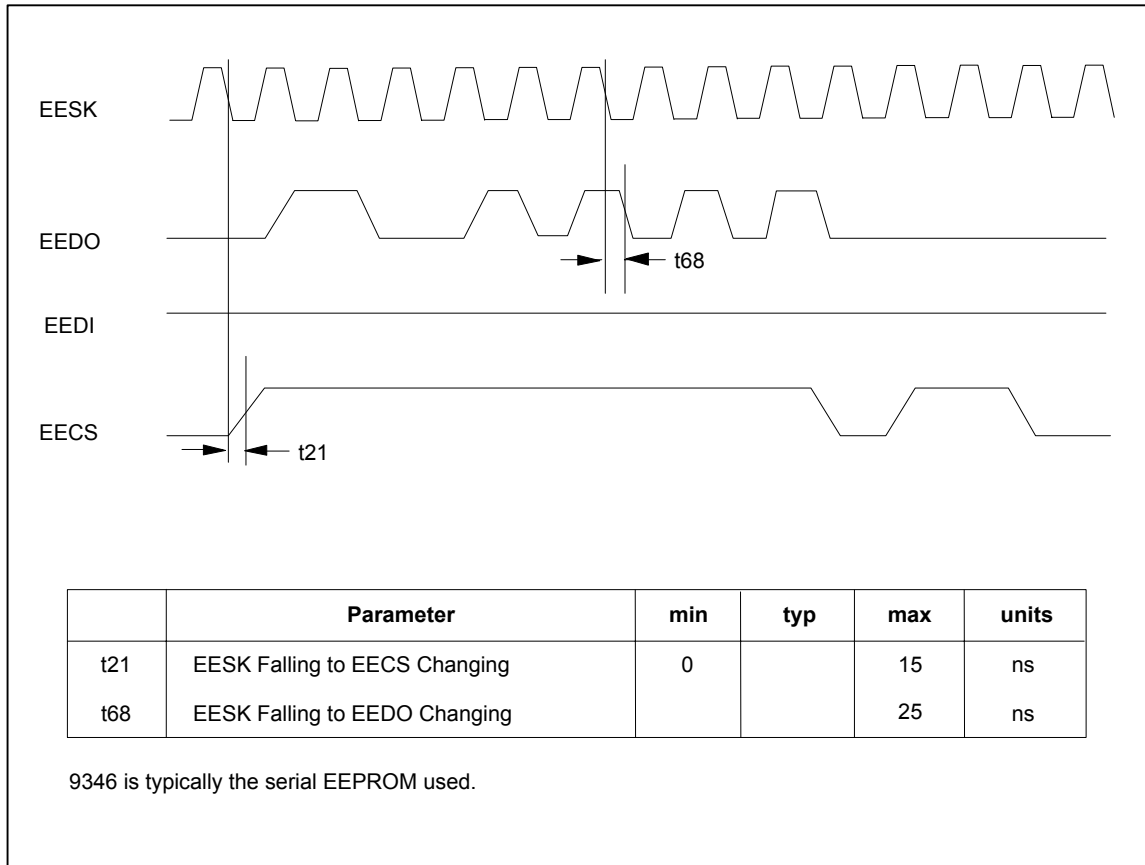 EESK
EEDO
t68
EEDI
EECS
t21
Parameter min typ max units
t21 EESK Falling to EECS Changing 0 15 ns
t68 EESK Falling to EEDO Changing 25 ns
9346 is typically the serial EEPROM used.